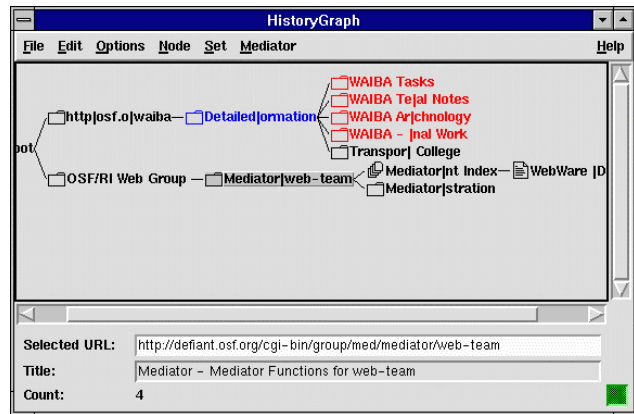 HistoryGraph
File Edit Options Node Set Mediator Help
WAIBA Tasks
WAIBA Te|al Notes
http|osf.o|waiba Detailed|ormation WAIBA Ar|chnology
WAIBA - |nal Work
oot Transpor| College
OSF/RI Web Group Mediator|web-team Mediator|nt Index WebWare |D
Mediator|stration
Selected URL: http://defiant.osf.org/cgi-bin/group/med/mediator/web-team
Title: Mediator - Mediator Functions for web-team
Count: 4